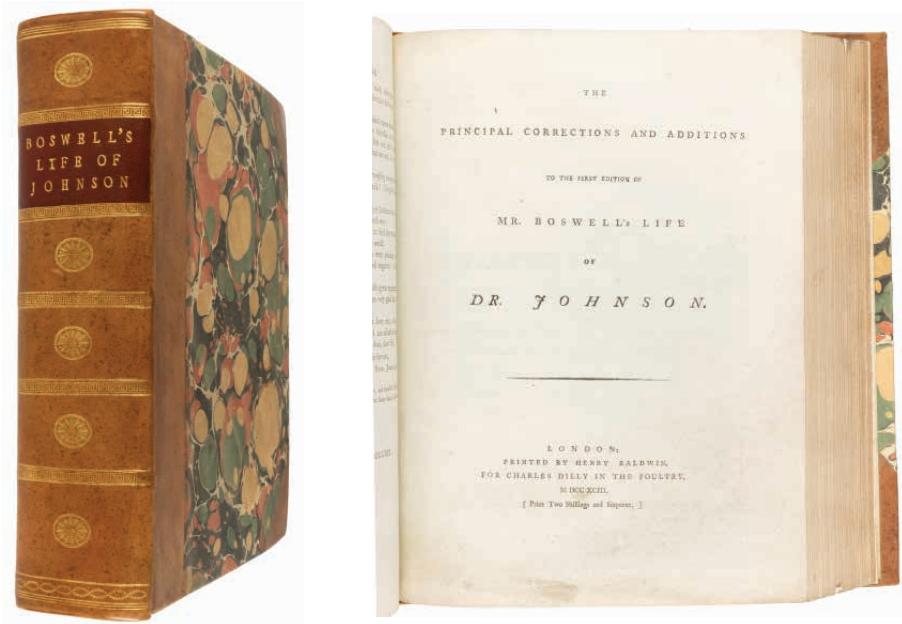 BOSWELL'S
LIFE OF
JOHNSON
THE
PRINCIPAL CORRECTIONS AND ADDITIONS
TO THE FIRST EDITION OF
MR. BOSWELL's LIFE
OF
DR. JOHNSON.
LONDON:
PRINTED BY HENRY BALDWIN,
FOR CHARLES DILLY IN THE POULTRY.
M DCC XCIII.
[ Price Two Shillings and Sixpence. ]